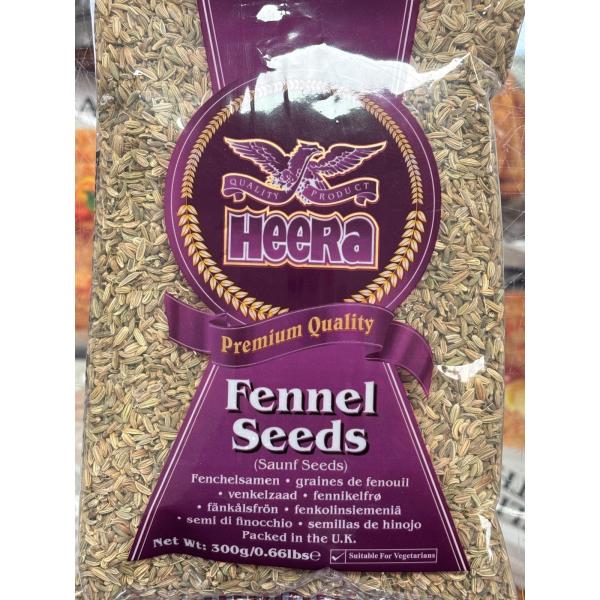 QUALITY PRODUCT
HeeRa
Premium Quality
Fennel
Seeds
(Saunf Seeds)
Fenchelsamen • graines de fenouil
• venkelzaad • fennikelfrø
• fänkålsfrön • fenkolinsiemeniä
• semi di finocchio • semillas de hinojo
Packed in the U.K.
Net Wt: 300g/0.66lbs℮
Suitable For Vegetarians